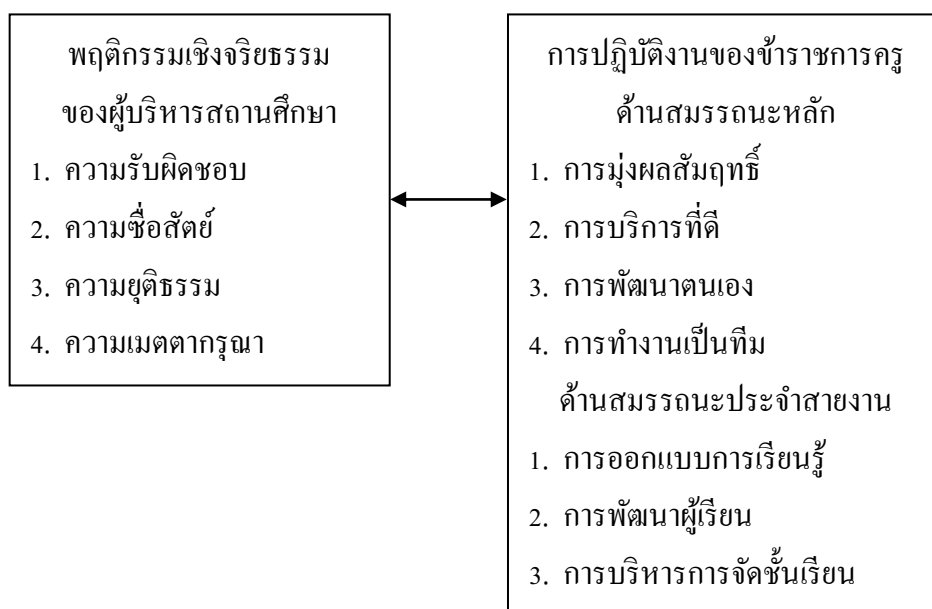 พฤติกรรมเชิงจริยธรรม
ของผู้บริหารสถานศึกษา
1. ความรับผิดชอบ
2. ความซื่อสัตย์
3. ความยุติธรรม
4. ความเมตตากรุณา
การปฏิบัติงานของข้าราชการครู
ด้านสมรรถนะหลัก
1. การมุ่งผลสัมฤทธิ์
2. การบริการที่ดี
3. การพัฒนาตนเอง
4. การทำงานเป็นทีม
ด้านสมรรถนะประจำสายงาน
1. การออกแบบการเรียนรู้
2. การพัฒนาผู้เรียน
3. การบริหารการจัดชั้นเรียน